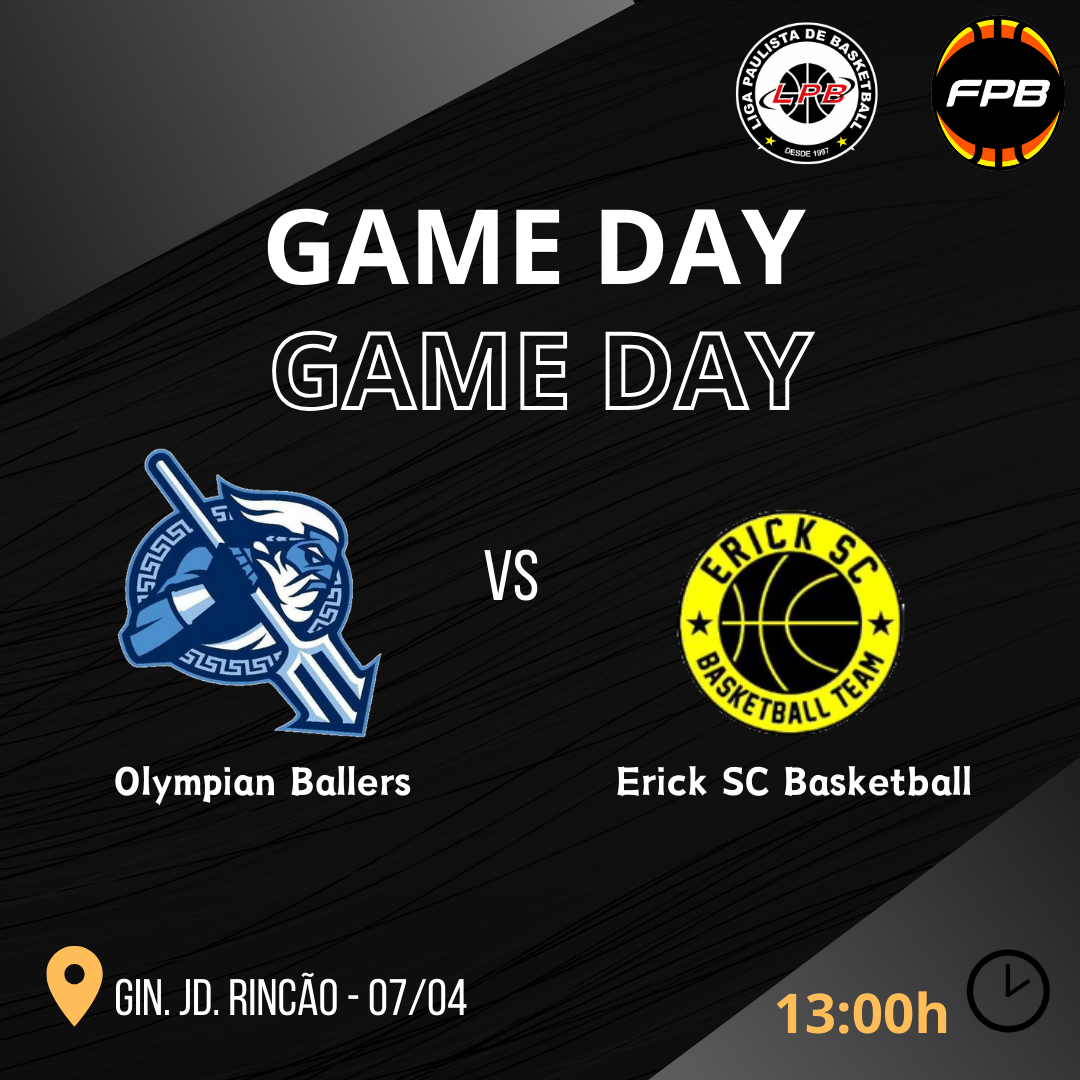 LIGA PAULISTA DE BASKETBALL
LPB
DESDE 1997
FPB
GAME DAY
GAME DAY
VS
ERICK SC
BASKETBALL TEAM
Olympian Ballers
Erick SC Basketball
GIN. JD. RINCÃO - 07/04
13:00h